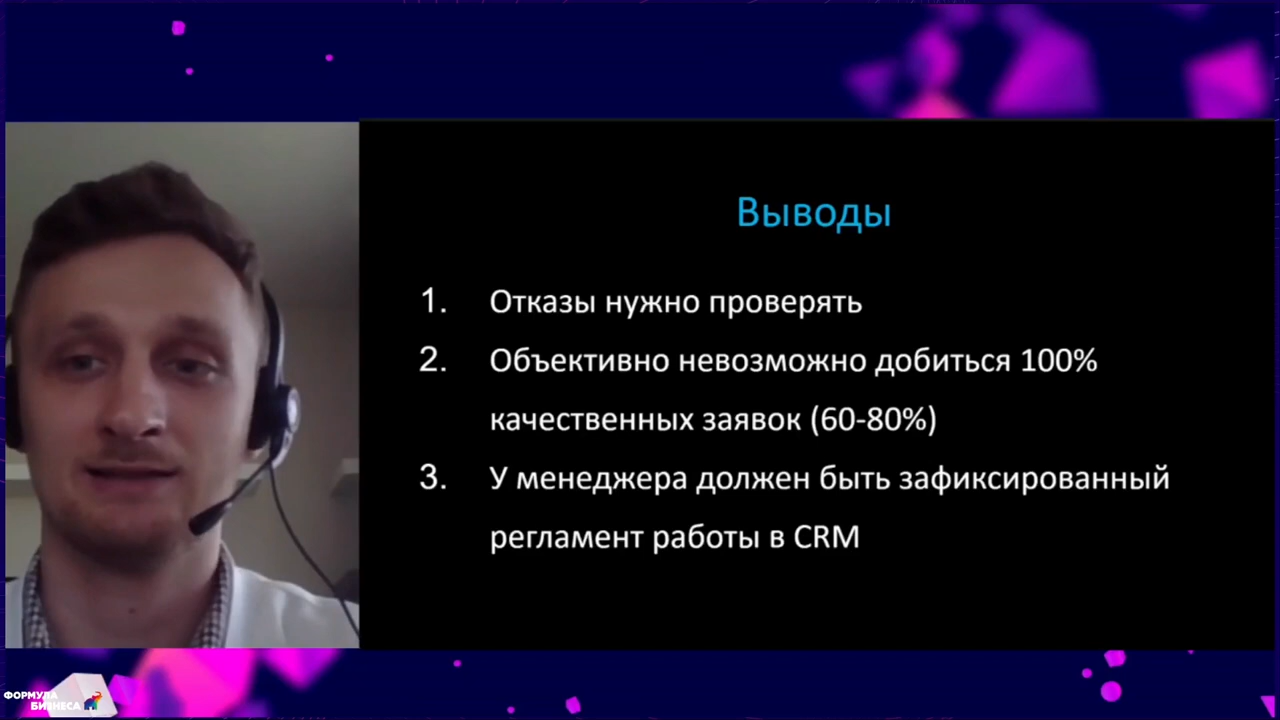 Выводы
1. Отказы нужно проверять
2. Объективно невозможно добиться 100%
качественных заявок (60-80%)
3. У менеджера должен быть зафиксированный
регламент работы в CRM
ФОРМУЛА
БИЗНЕСА